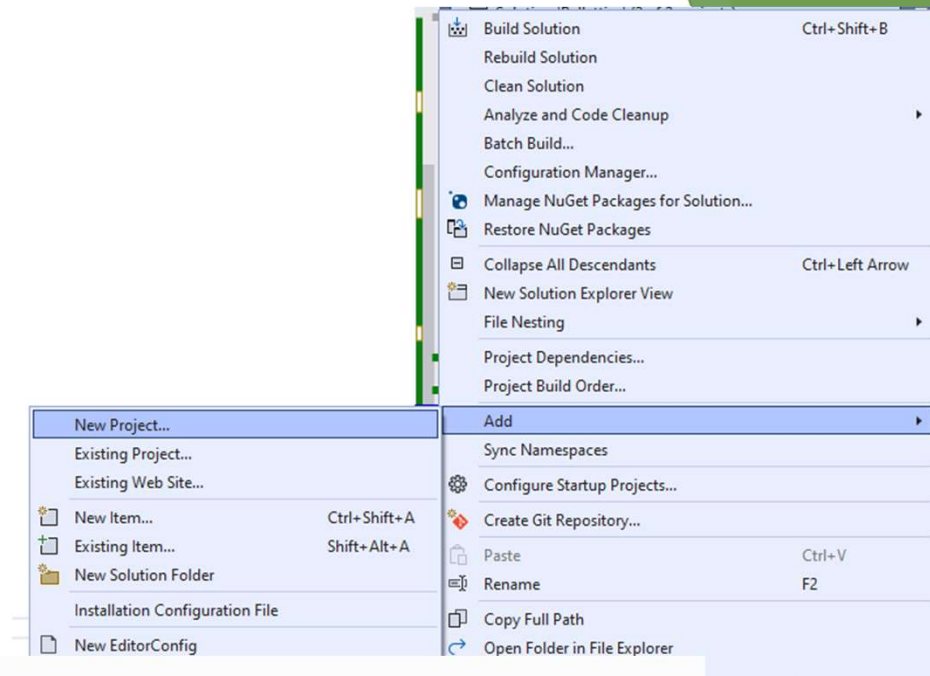 Build Solution Ctrl+Shift+B
Rebuild Solution
Clean Solution
Analyze and Code Cleanup
Batch Build...
Configuration Manager...
Manage NuGet Packages for Solution...
Restore NuGet Packages
Collapse All Descendants Ctrl+Left Arrow
New Solution Explorer View
File Nesting
Project Dependencies...
Project Build Order...
Add
Sync Namespaces
Configure Startup Projects...
Create Git Repository...
Paste Ctrl+V
Rename F2
Copy Full Path
Open Folder in File Explorer
New Project...
Existing Project...
Existing Web Site...
New Item... Ctrl+Shift+A
Existing Item... Shift+Alt+A
New Solution Folder
Installation Configuration File
New EditorConfig